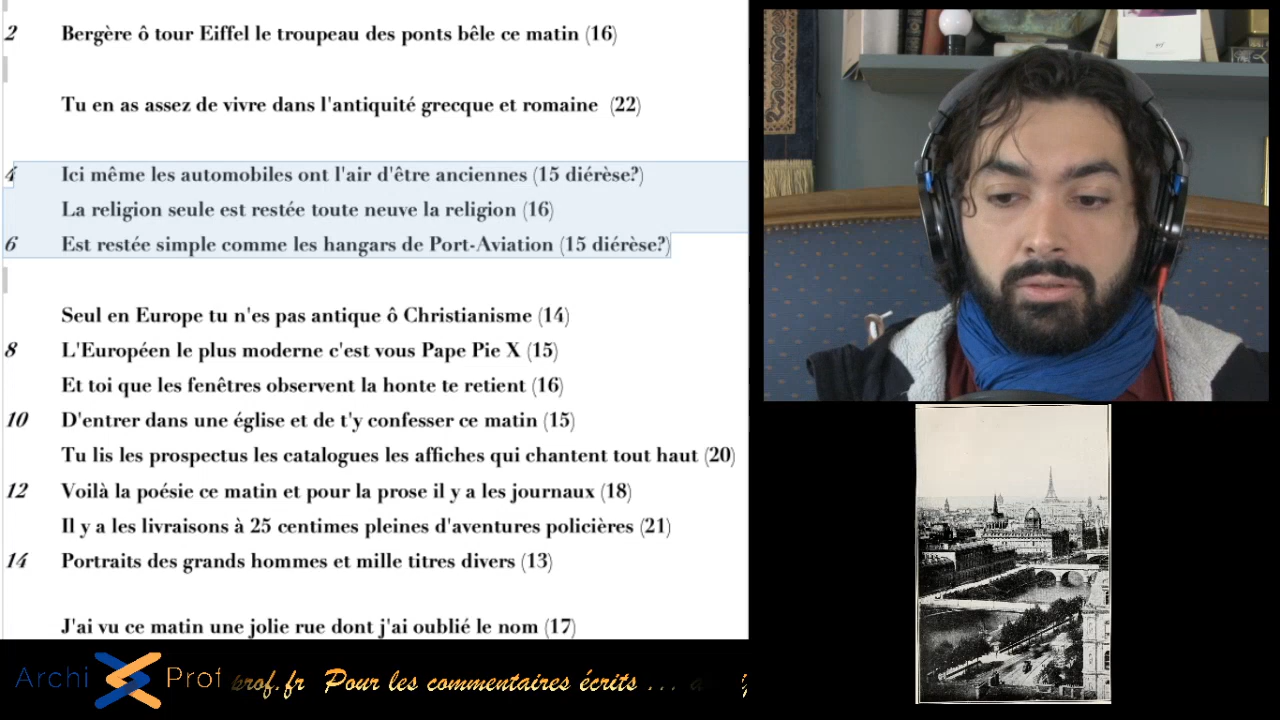 2 Bergère ô tour Eiffel le troupeau des ponts bêle ce matin (16)
Tu en as assez de vivre dans l'antiquité grecque et romaine (22)
4 Ici même les automobiles ont l'air d'être anciennes (15 diérèse?)
La religion seule est restée toute neuve la religion (16)
6 Est restée simple comme les hangars de Port-Aviation (15 diérèse?)
Seul en Europe tu n'es pas antique ô Christianisme (14)
8 L'Européen le plus moderne c'est vous Pape Pie X (15)
Et toi que les fenêtres observent la honte te retient (16)
10 D'entrer dans une église et de t'y confesser ce matin (15)
Tu lis les prospectus les catalogues les affiches qui chantent tout haut (20)
12 Voilà la poésie ce matin et pour la prose il y a les journaux (18)
Il y a les livraisons à 25 centimes pleines d'aventures policières (21)
14 Portraits des grands hommes et mille titres divers (13)
J'ai vu ce matin une jolie rue dont j'ai oublié le nom (17)
Archi Prof prof.fr Pour les commentaires écrits ...